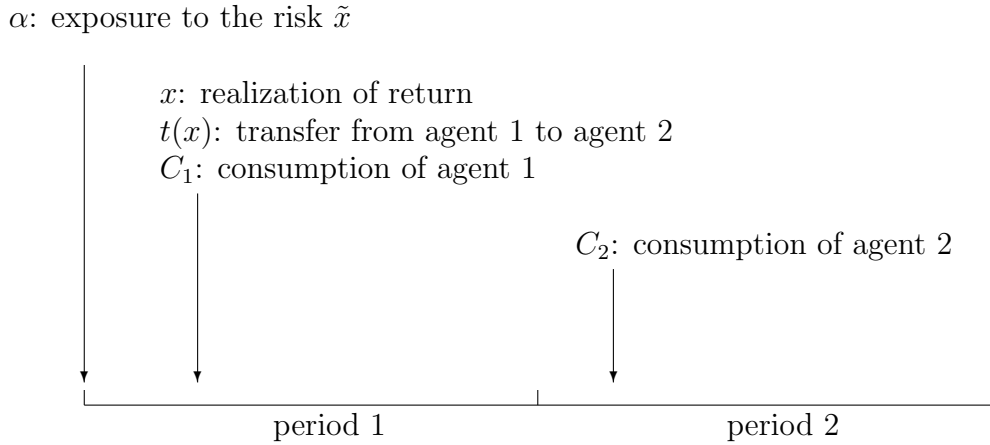 α: exposure to the risk x̃
x: realization of return
t(x): transfer from agent 1 to agent 2
C₁: consumption of agent 1
C₂: consumption of agent 2
period 1
period 2